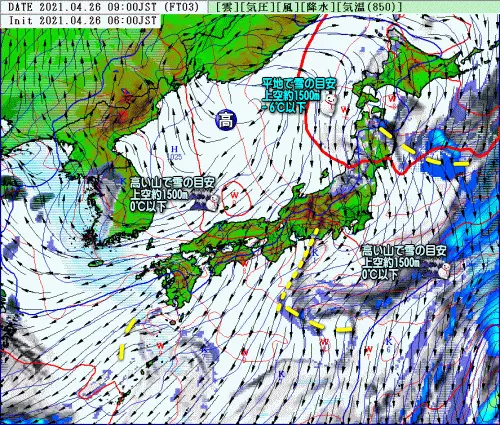 DATE 2021.04.26 09:00JST (FT03)
[雲][気圧][風][降水][気温(850)]
Init 2021.04.26 06:00JST
平地で雪の目安
上空約1500m
-6℃以下
高
H
1025
高い山で雪の目安
上空約1500m
0℃以下
W
W
W
高い山で雪の目安
上空約1500m
0℃以下
K
K
W
W
K